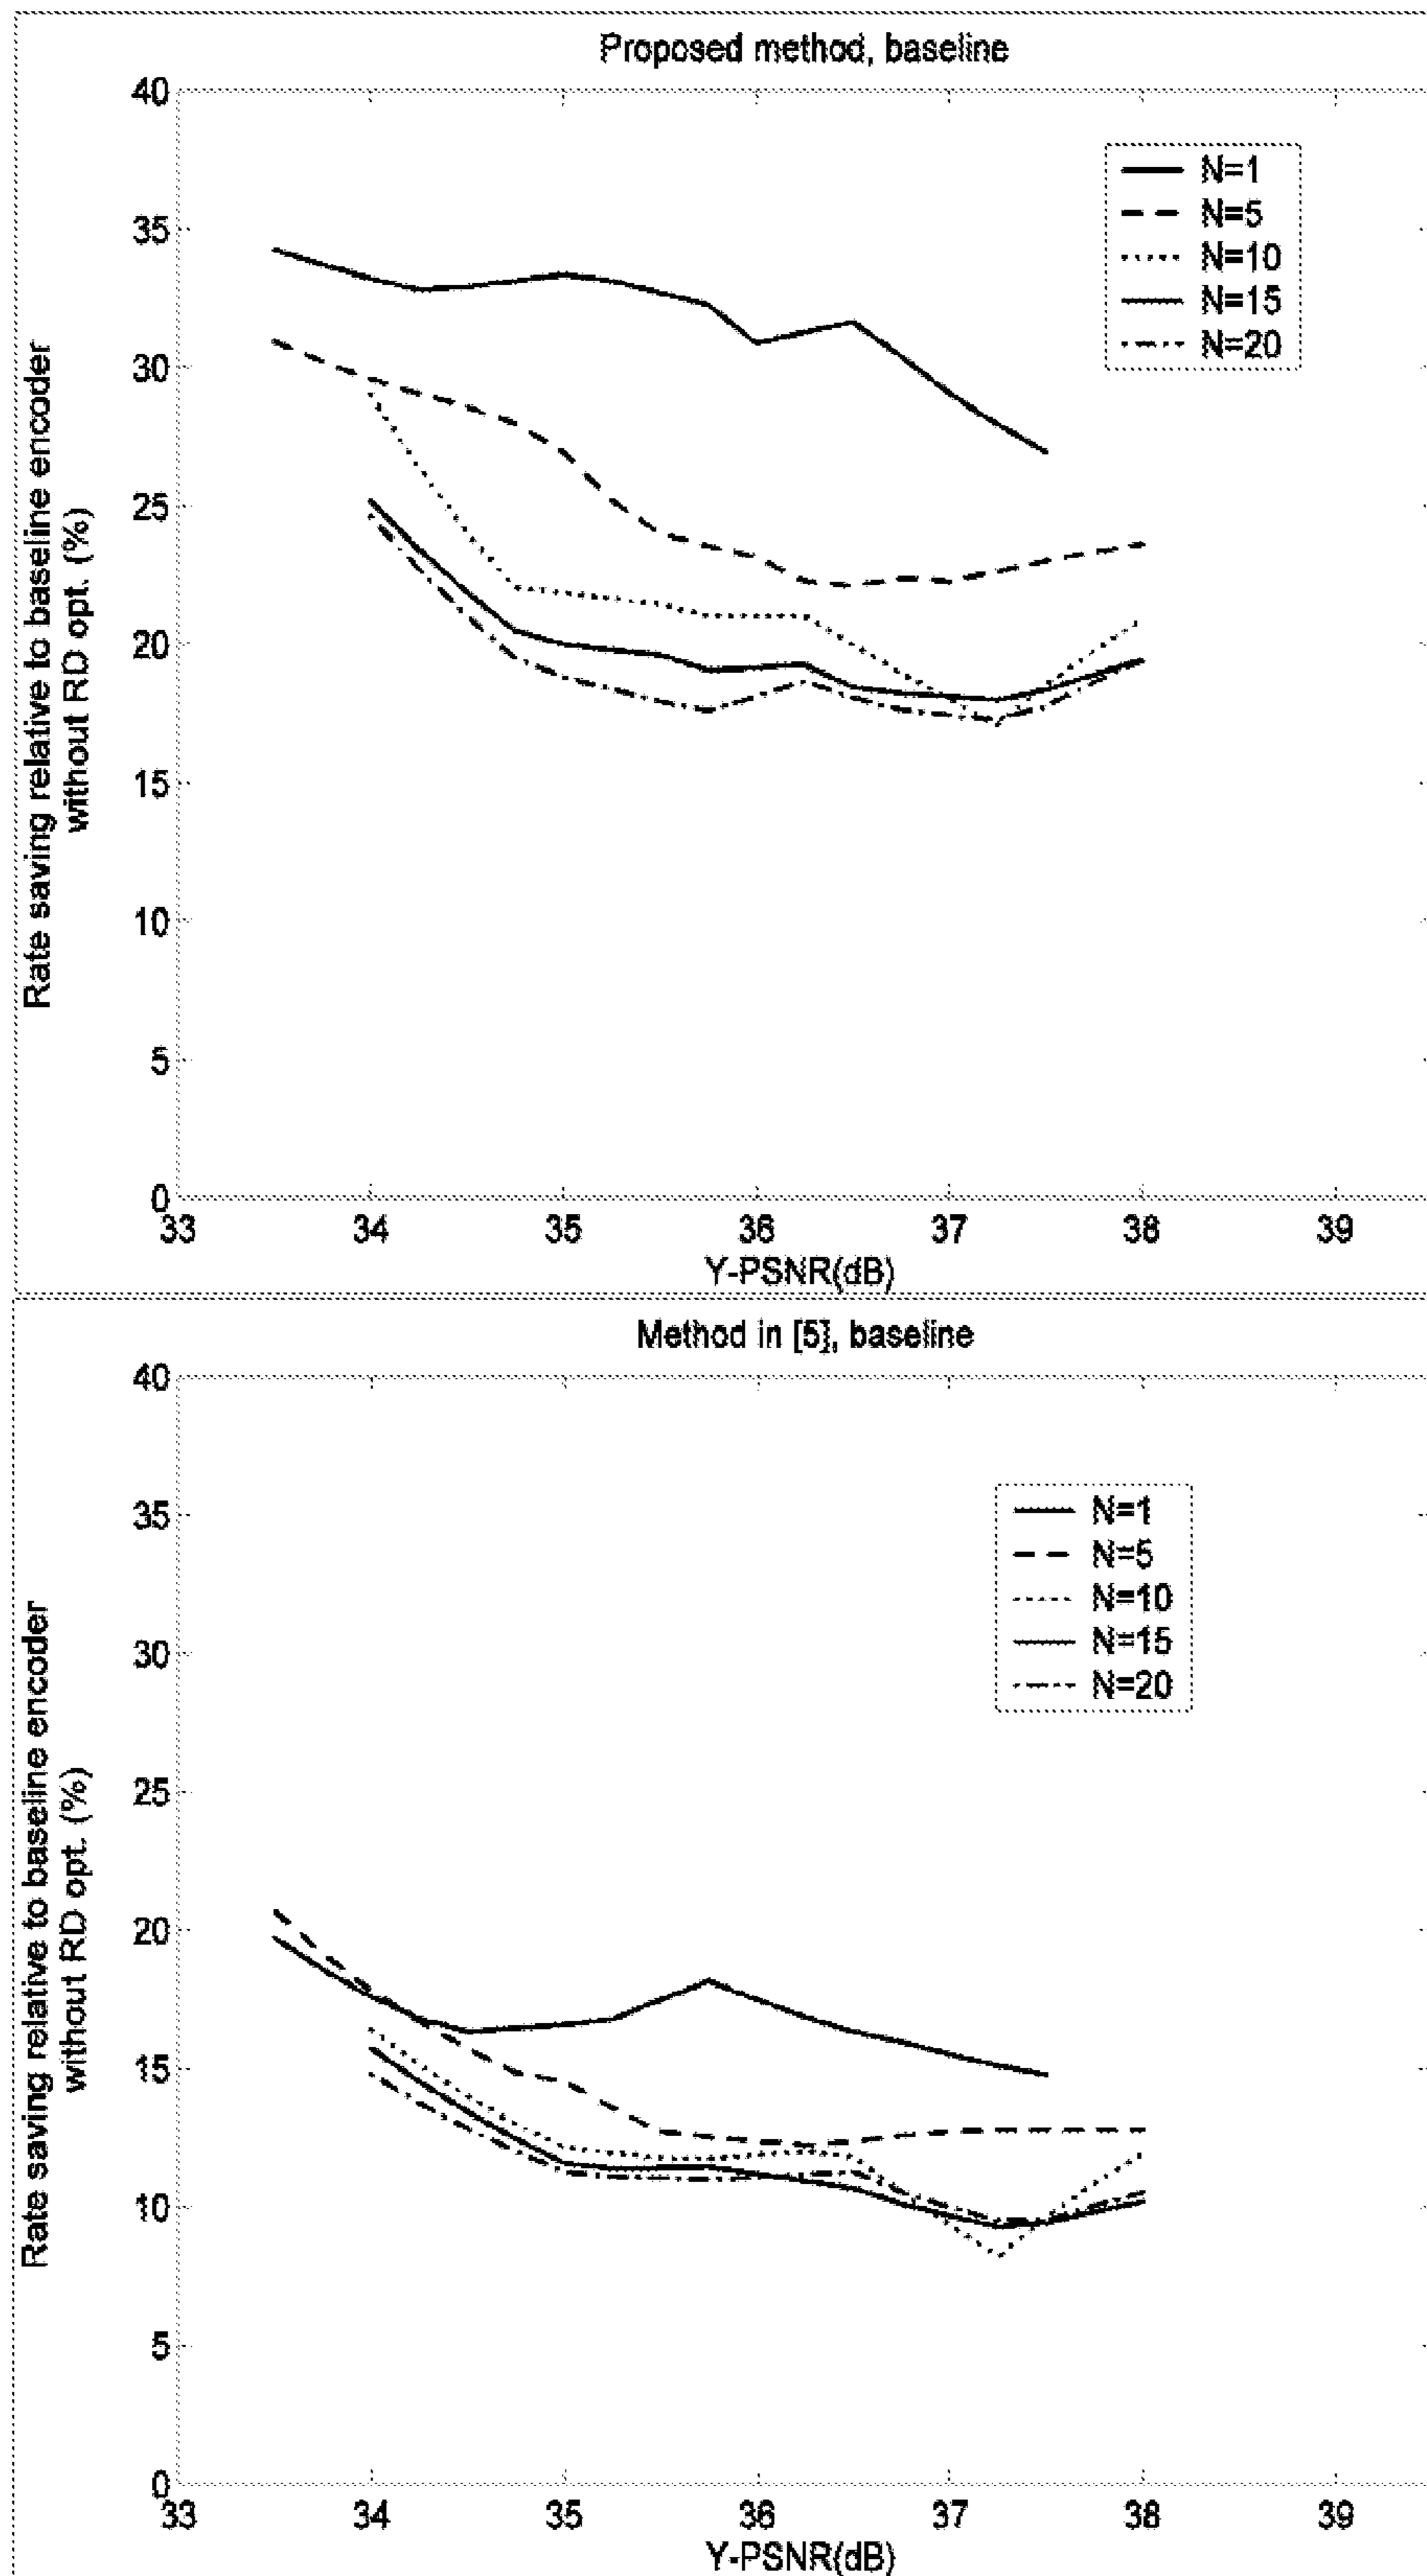 Proposed method, baseline
40
35
30
25
20
15
10
5
0
Rate saving relative to baseline encoder
without RD opt. (%)
N=1
N=5
N=10
N=15
N=20
33 34 35 36 37 38 39
Y-PSNR(dB)
Method in [5], baseline
40
35
30
25
20
15
10
5
0
Rate saving relative to baseline encoder
without RD opt. (%)
N=1
N=5
N=10
N=15
N=20
33 34 35 36 37 38 39
Y-PSNR(dB)